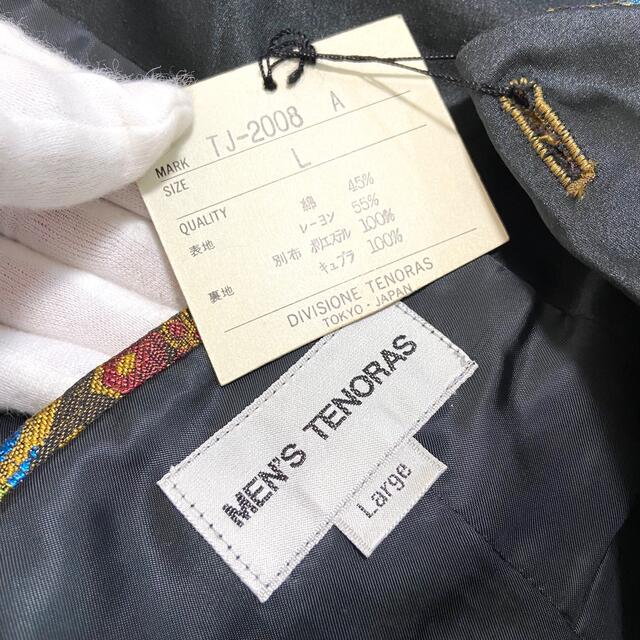 MARK TJ-2008 A
SIZE L
QUALITY
綿 45%
表地 レーヨン 55%
別布 ポリエステル 100%
裏地 キュプラ 100%
DIVISIONE TENORAS
TOKYO・JAPAN
MEN'S TENORAS
Large